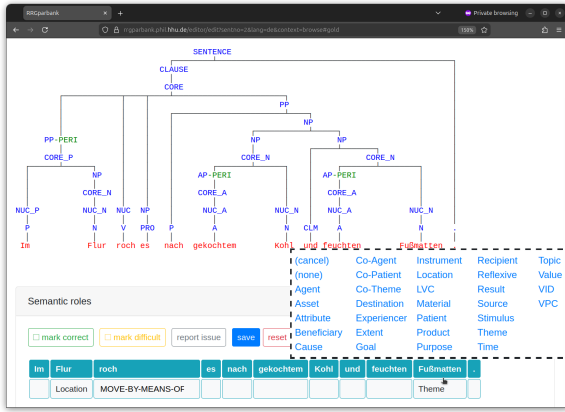 RRGparbank × +
Private browsing
rrgparbank.phil.hhu.de/editor/editsentno=2&lang=de&context=browse#gold 150%
SENTENCE
CLAUSE
CORE
PP
NP
PP-PERI NP NP
CORE_P CORE_N CORE_N
NP AP-PERI AP-PERI
CORE_N CORE_A CORE_A
NUC_P NUC_N NUC NP NUC_A NUC_N NUC_A NUC_N
P N V PRO P A N CLM A N .
Im Flur roch es nach gekochtem Kohl und feuchten Fußmatten .
(cancel) Co-Agent Instrument Recipient Topic
(none) Co-Patient Location Reflexive Value
Agent Co-Theme LVC Result VID
Asset Destination Material Source VPC
Attribute Experiencer Patient Stimulus
Beneficiary Extent Product Theme
Cause Goal Purpose Time
Semantic roles
mark correct mark difficult report issue save reset
Im Flur roch es nach gekochtem Kohl und feuchten Fußmatten .
Location MOVE-BY-MEANS-OF Theme